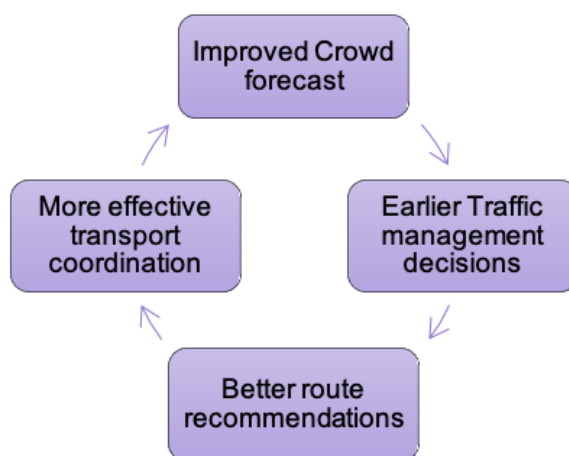 Improved Crowd
forecast
Earlier Traffic
management
decisions
Better route
recommendations
More effective
transport
coordination